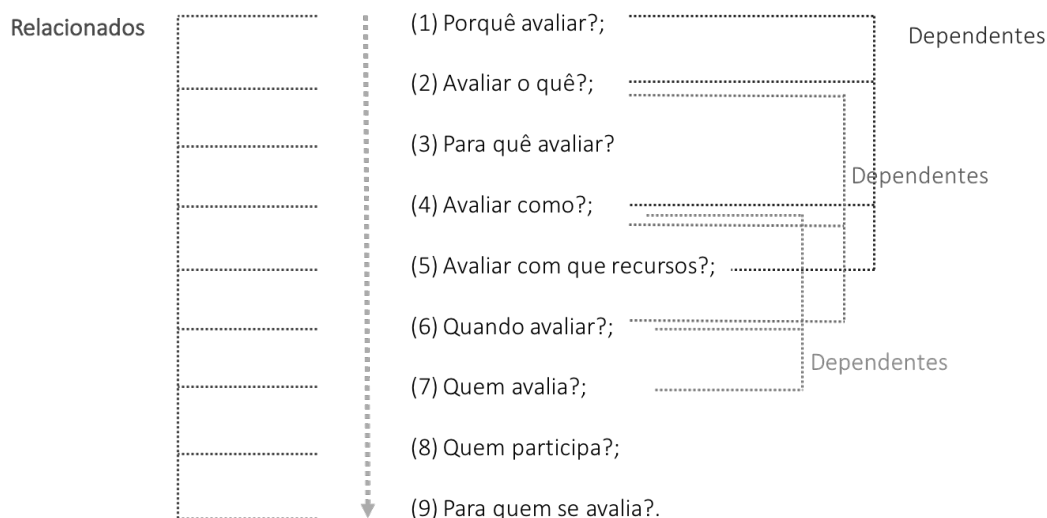 Relacionados
(1) Porquê avaliar?;
Dependentes
(2) Avaliar o quê?;
(3) Para quê avaliar?
Dependentes
(4) Avaliar como?;
(5) Avaliar com que recursos?;
(6) Quando avaliar?;
Dependentes
(7) Quem avalia?;
(8) Quem participa?;
(9) Para quem se avalia?.